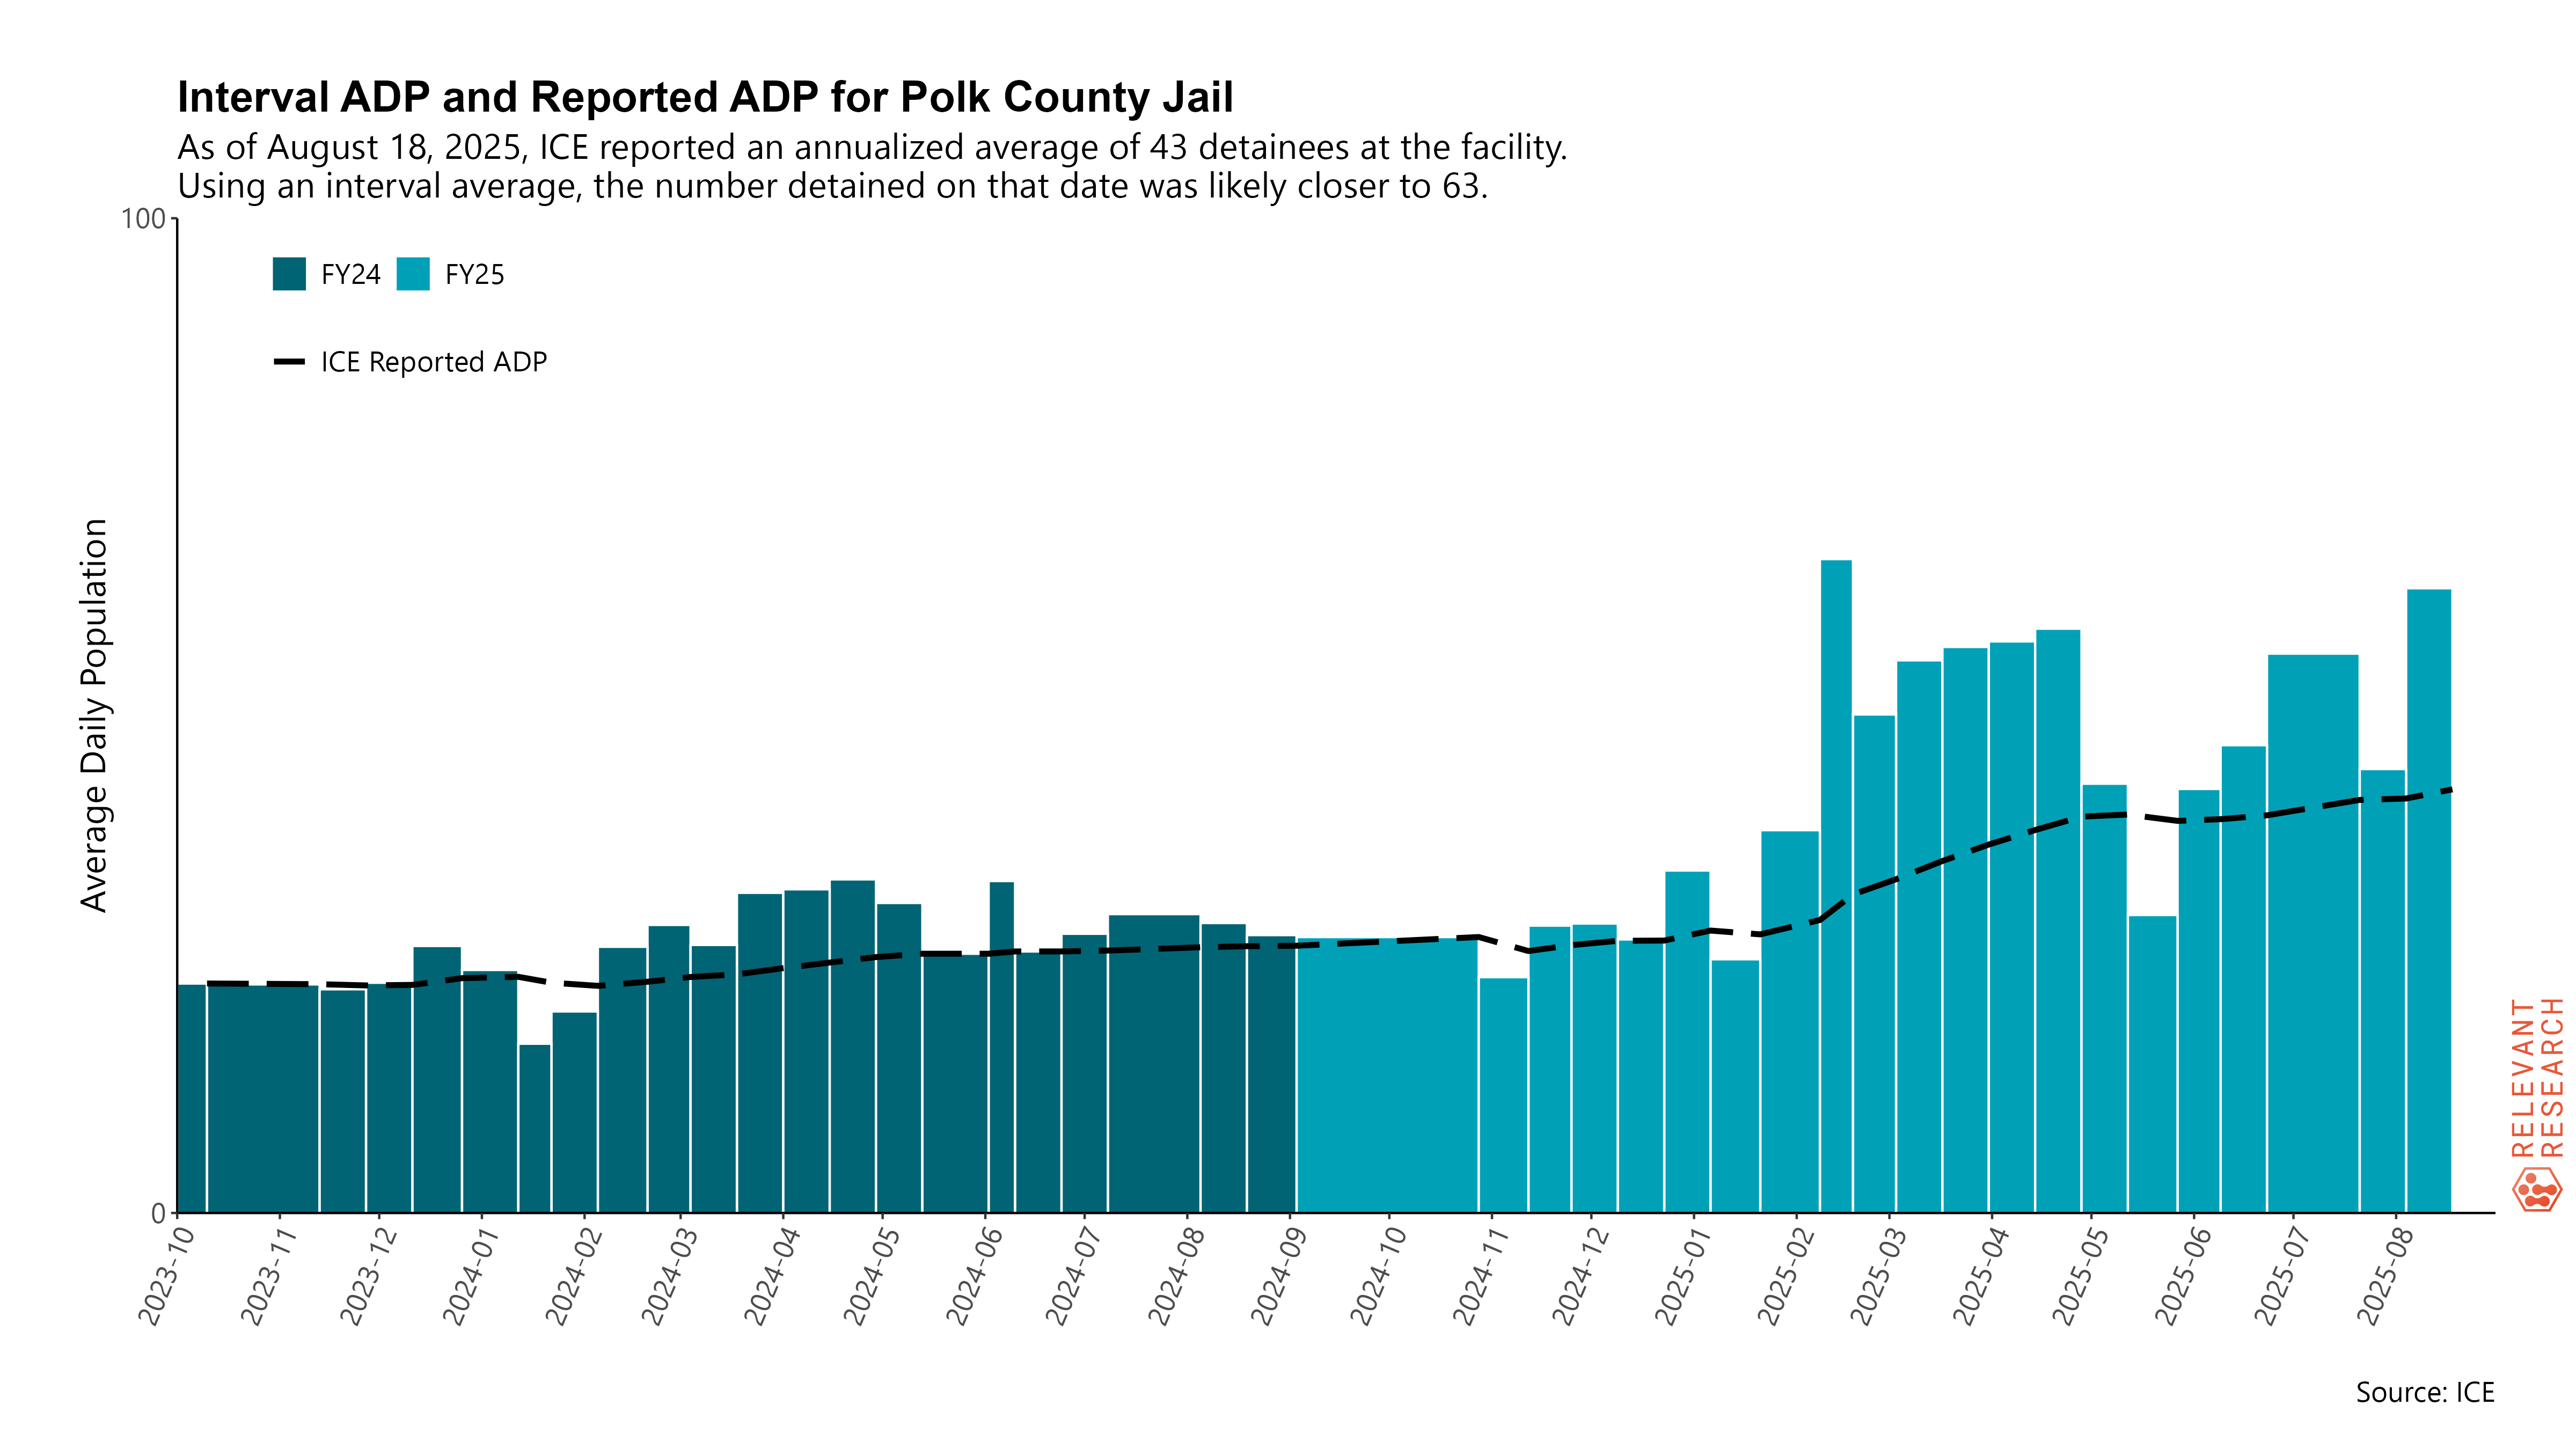 Interval ADP and Reported ADP for Polk County Jail
As of August 18, 2025, ICE reported an annualized average of 43 detainees at the facility.
Using an interval average, the number detained on that date was likely closer to 63.
100
FY24 FY25
ICE Reported ADP
Average Daily Population
0
2023-10 2023-11 2023-12 2024-01 2024-02 2024-03 2024-04 2024-05 2024-06 2024-07 2024-08 2024-09 2024-10 2024-11 2024-12 2025-01 2025-02 2025-03 2025-04 2025-05 2025-06 2025-07 2025-08
RELEVANT
RESEARCH
Source: ICE